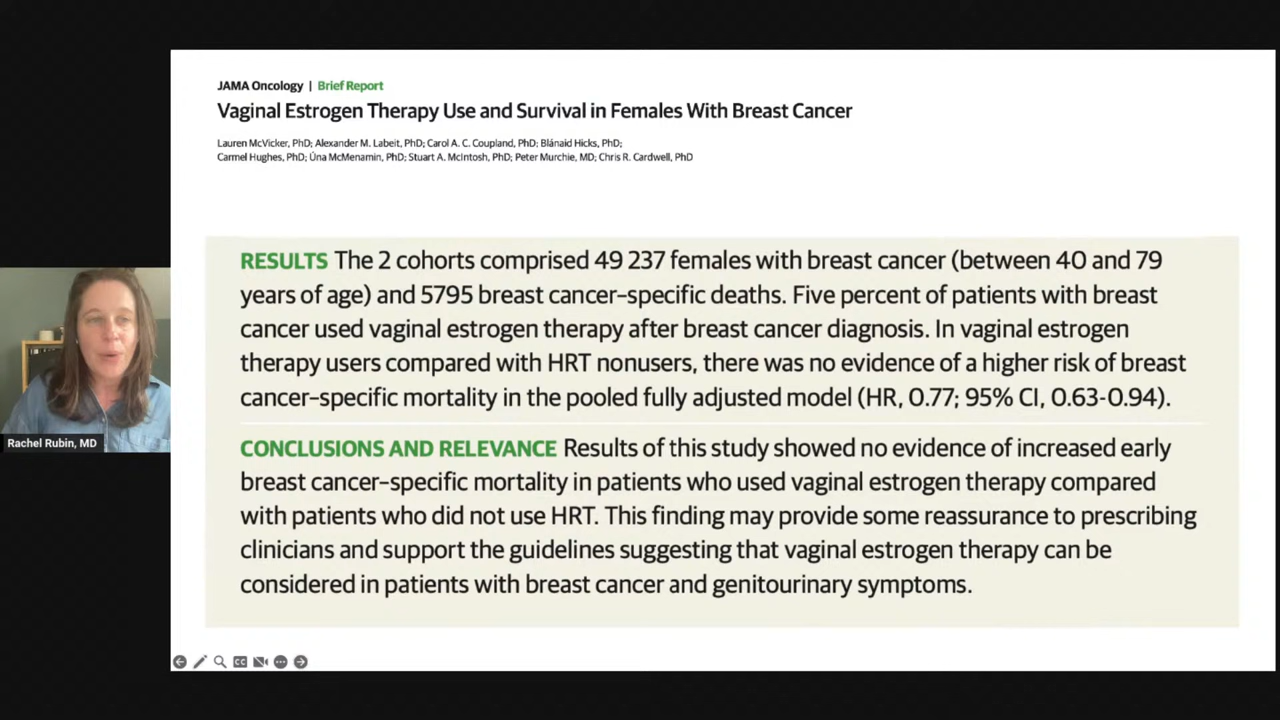 JAMA Oncology | Brief Report
Vaginal Estrogen Therapy Use and Survival in Females With Breast Cancer
Lauren McVicker, PhD; Alexander M. Labeit, PhD; Carol A. C. Coupland, PhD; Blánaid Hicks, PhD;
Carmel Hughes, PhD; Úna McMenamin, PhD; Stuart A. McIntosh, PhD; Peter Murchie, MD; Chris R. Cardwell, PhD
RESULTS The 2 cohorts comprised 49 237 females with breast cancer (between 40 and 79
years of age) and 5795 breast cancer–specific deaths. Five percent of patients with breast
cancer used vaginal estrogen therapy after breast cancer diagnosis. In vaginal estrogen
therapy users compared with HRT nonusers, there was no evidence of a higher risk of breast
cancer–specific mortality in the pooled fully adjusted model (HR, 0.77; 95% CI, 0.63-0.94).
CONCLUSIONS AND RELEVANCE Results of this study showed no evidence of increased early
breast cancer–specific mortality in patients who used vaginal estrogen therapy compared
with patients who did not use HRT. This finding may provide some reassurance to prescribing
clinicians and support the guidelines suggesting that vaginal estrogen therapy can be
considered in patients with breast cancer and genitourinary symptoms.
Rachel Rubin, MD
CC